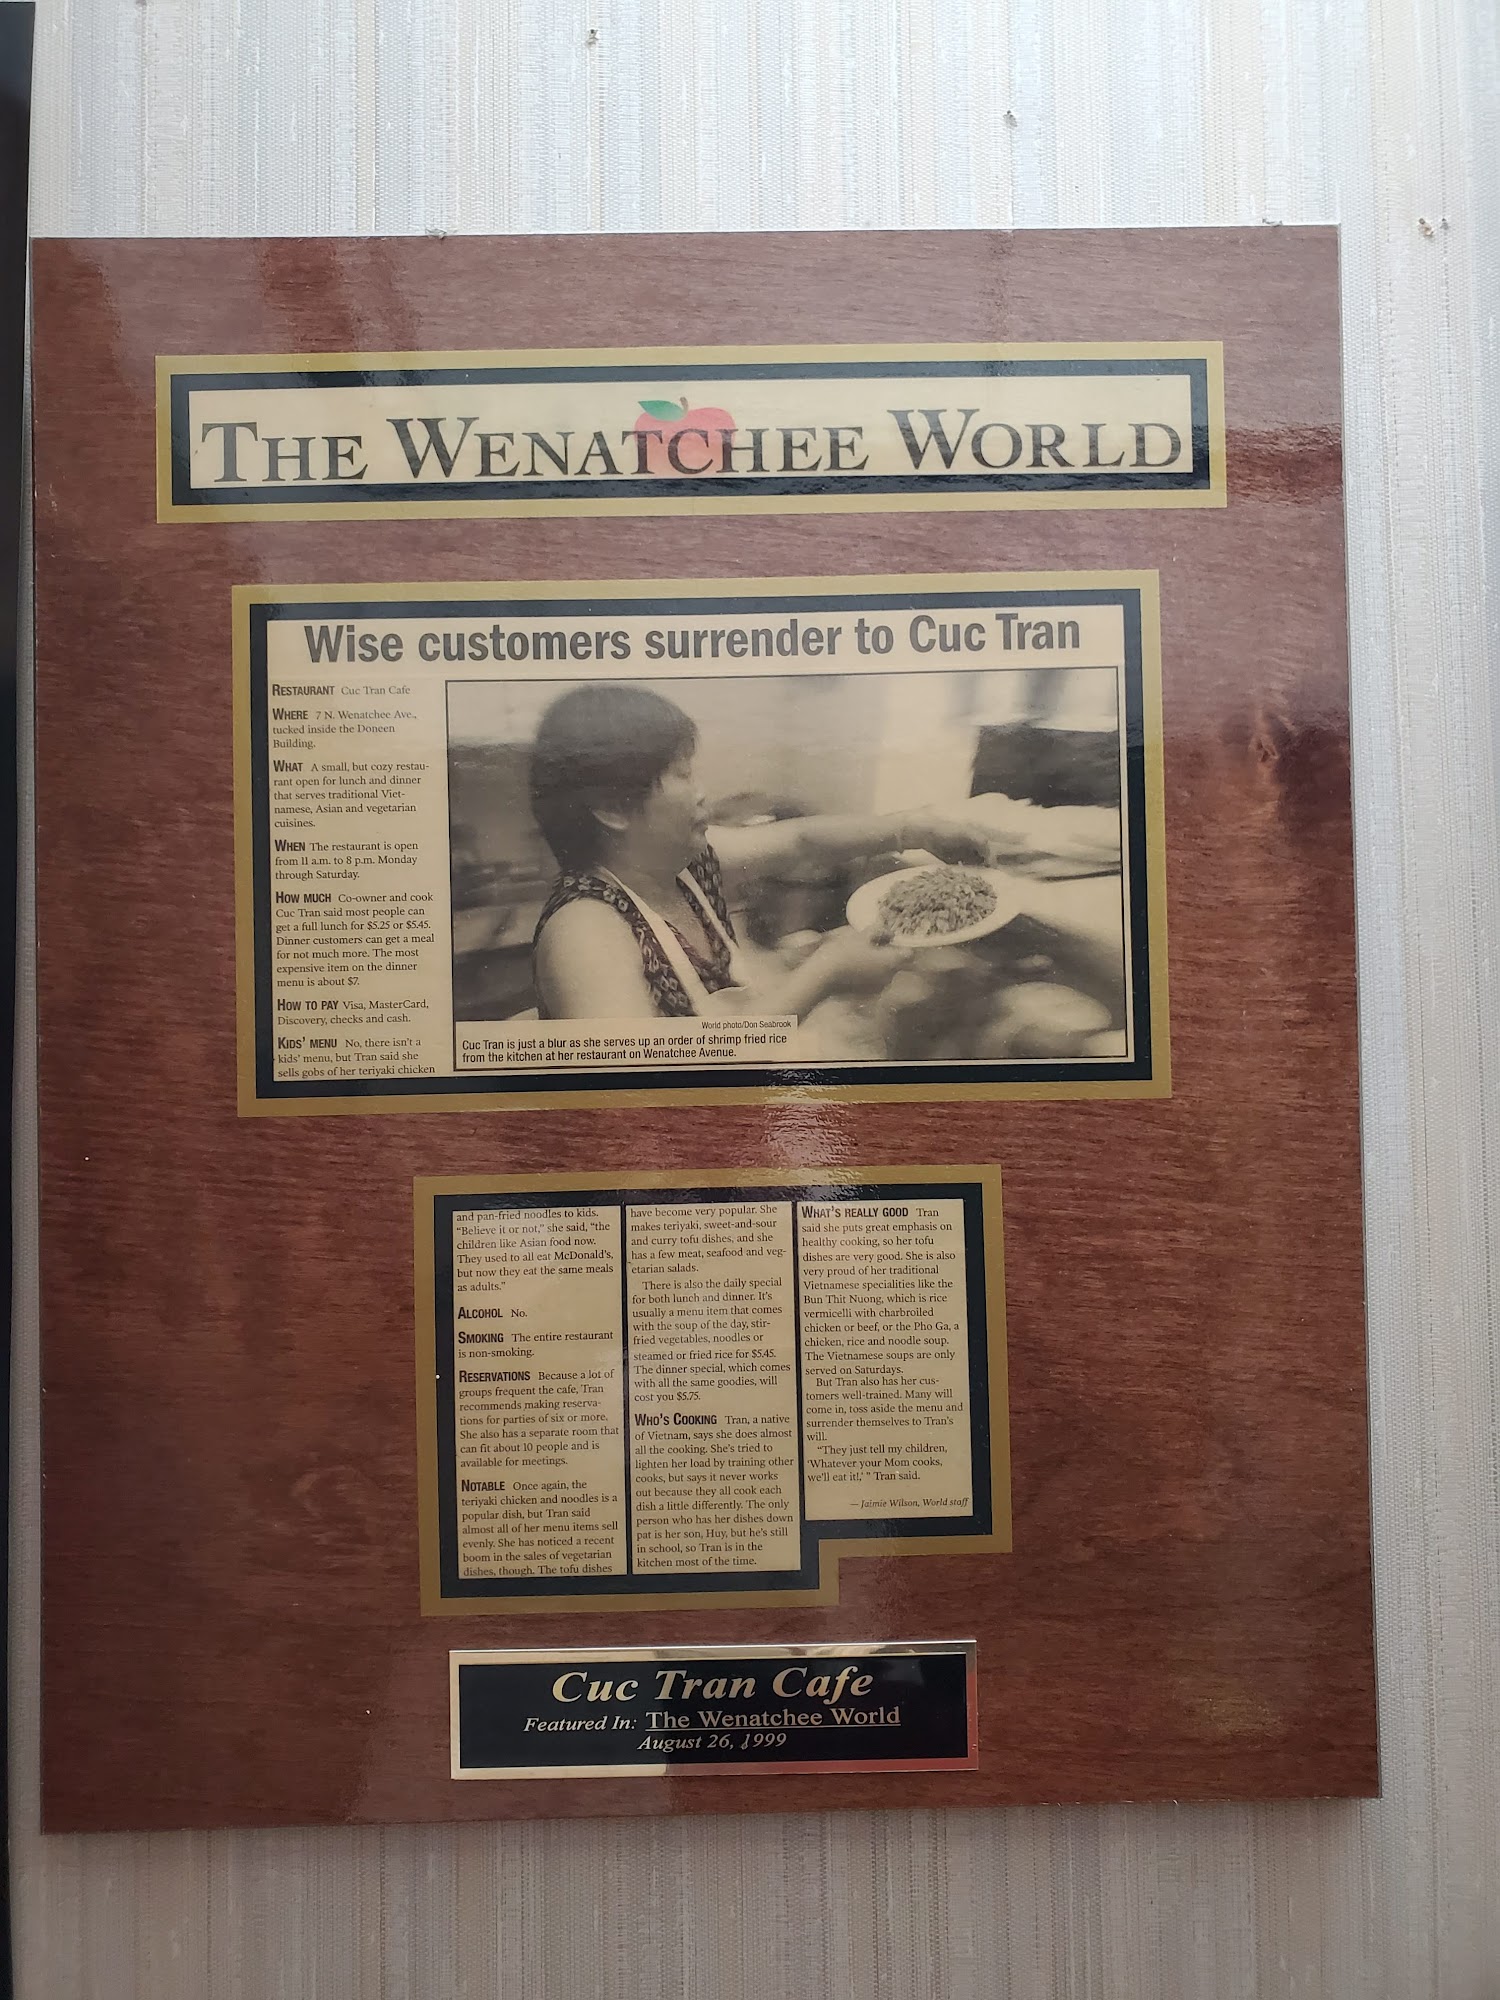 THE WENATCHEE WORLD
Wise customers surrender to Cuc Tran
RESTAURANT Cuc Tran Cafe
WHERE 7 N. Wenatchee Ave.,
tucked inside the Doneen
Building.
WHAT A small, but cozy restau-
rant open for lunch and dinner
that serves traditional Viet-
namese, Asian and vegetarian
cuisines.
WHEN The restaurant is open
from 11 a.m. to 8 p.m. Monday
through Saturday.
HOW MUCH Co-owner and cook
Cuc Tran said most people can
get a full lunch for $5.25 or $5.45.
Dinner customers can get a meal
for not much more. The most
expensive item on the dinner
menu is about $7.
HOW TO PAY Visa, MasterCard,
Discovery, checks and cash.
KIDS' MENU No, there isn't a
kids' menu, but Tran said she
sells gobs of her teriyaki chicken
World photo/Don Seabrook
Cuc Tran is just a blur as she serves up an order of shrimp fried rice
from the kitchen at her restaurant on Wenatchee Avenue.
and pan-fried noodles to kids.
"Believe it or not," she said, "the
children like Asian food now.
They used to all eat McDonald's,
but now they eat the same meals
as adults."
ALCOHOL No.
SMOKING The entire restaurant
is non-smoking.
RESERVATIONS Because a lot of
groups frequent the cafe, Tran
recommends making reserva-
tions for parties of six or more.
She also has a separate room that
can fit about 10 people and is
available for meetings.
NOTABLE Once again, the
teriyaki chicken and noodles is a
popular dish, but Tran said
almost all of her menu items sell
evenly. She has noticed a recent
boom in the sales of vegetarian
dishes, though. The tofu dishes
have become very popular. She
makes teriyaki, sweet-and-sour
and curry tofu dishes, and she
has a few meat, seafood and veg-
etarian salads.
There is also the daily special
for both lunch and dinner. It's
usually a menu item that comes
with the soup of the day, stir-
fried vegetables, noodles or
steamed or fried rice for $5.45.
The dinner special, which comes
with all the same goodies, will
cost you $5.75.
WHO'S COOKING Tran, a native
of Vietnam, says she does almost
all the cooking. She's tried to
lighten her load by training other
cooks, but says it never works
out because they all cook each
dish a little differently. The only
person who has her dishes down
pat is her son, Huy, but he's still
in school, so Tran is in the
kitchen most of the time.
WHAT'S REALLY GOOD Tran
said she puts great emphasis on
healthy cooking, so her tofu
dishes are very good. She is also
very proud of her traditional
Vietnamese specialities like the
Bun Thit Nuong, which is rice
vermicelli with charbroiled
chicken or beef, or the Pho Ga, a
chicken, rice and noodle soup.
The Vietnamese soups are only
served on Saturdays.
But Tran also has her cus-
tomers well-trained. Many will
come in, toss aside the menu and
surrender themselves to Tran's
will.
"They just tell my children,
'Whatever your Mom cooks,
we'll eat it!,' " Tran said.
— Jaimie Wilson, World staff
Cuc Tran Cafe
Featured In: The Wenatchee World
August 26, 1999